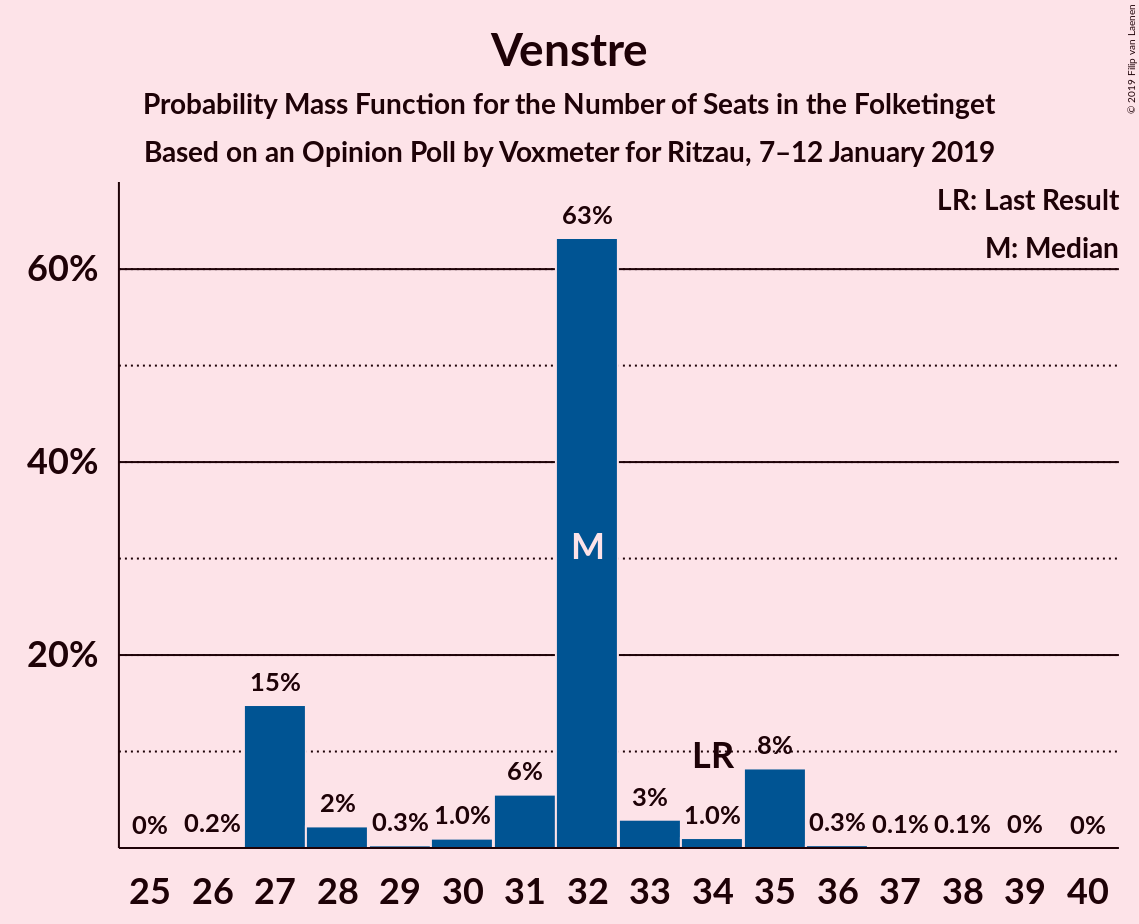 Venstre
Probability Mass Function for the Number of Seats in the Folketinget
Based on an Opinion Poll by Voxmeter for Ritzau, 7–12 January 2019
© 2019 Filip van Laenen
LR: Last Result
M: Median
60%
40%
20%
0%
0.2%
15%
2%
0.3%
1.0%
6%
63%
M
3%
1.0%
LR
8%
0.3%
0.1%
0.1%
0%
0%
25 26 27 28 29 30 31 32 33 34 35 36 37 38 39 40